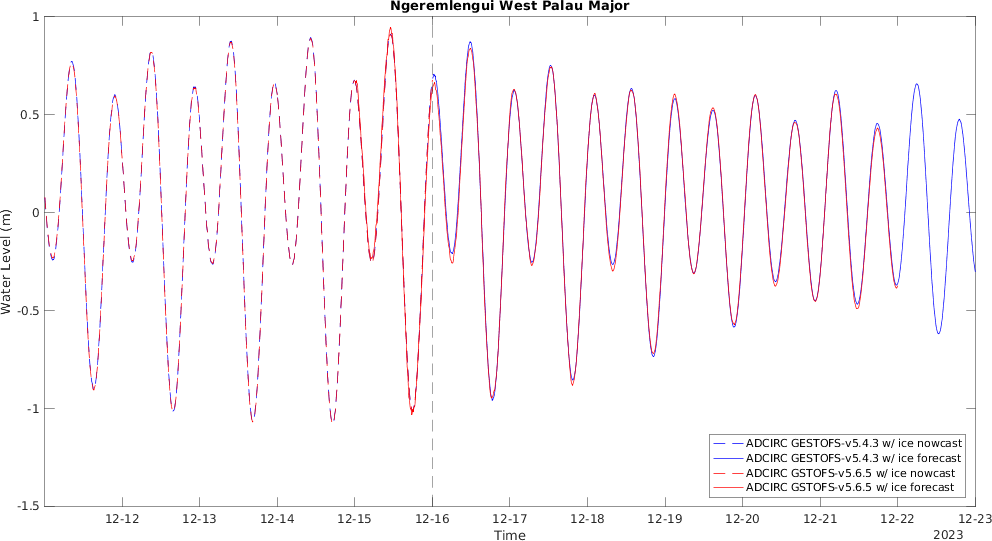 Ngeremlengui West Palau Major
Water Level (m)
1
0.5
0
-0.5
-1
-1.5
ADCIRC GESTOFS-v5.4.3 w/ ice nowcast
ADCIRC GESTOFS-v5.4.3 w/ ice forecast
ADCIRC GSTOFS-v5.6.5 w/ ice nowcast
ADCIRC GSTOFS-v5.6.5 w/ ice forecast
12-12 12-13 12-14 12-15 12-16 12-17 12-18 12-19 12-20 12-21 12-22 12-23
Time
2023